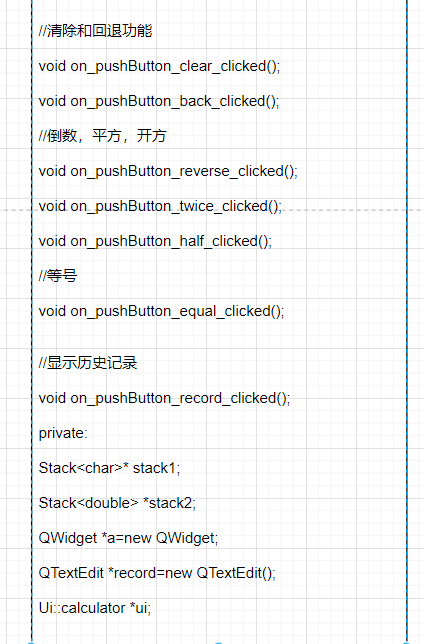 //清除和回退功能
void on_pushButton_clear_clicked();
void on_pushButton_back_clicked();
//倒数，平方，开方
void on_pushButton_reverse_clicked();
void on_pushButton_twice_clicked();
void on_pushButton_half_clicked();
//等号
void on_pushButton_equal_clicked();
//显示历史记录
void on_pushButton_record_clicked();
private:
Stack<char>* stack1;
Stack<double> *stack2;
QWidget *a=new QWidget;
QTextEdit *record=new QTextEdit();
Ui::calculator *ui;